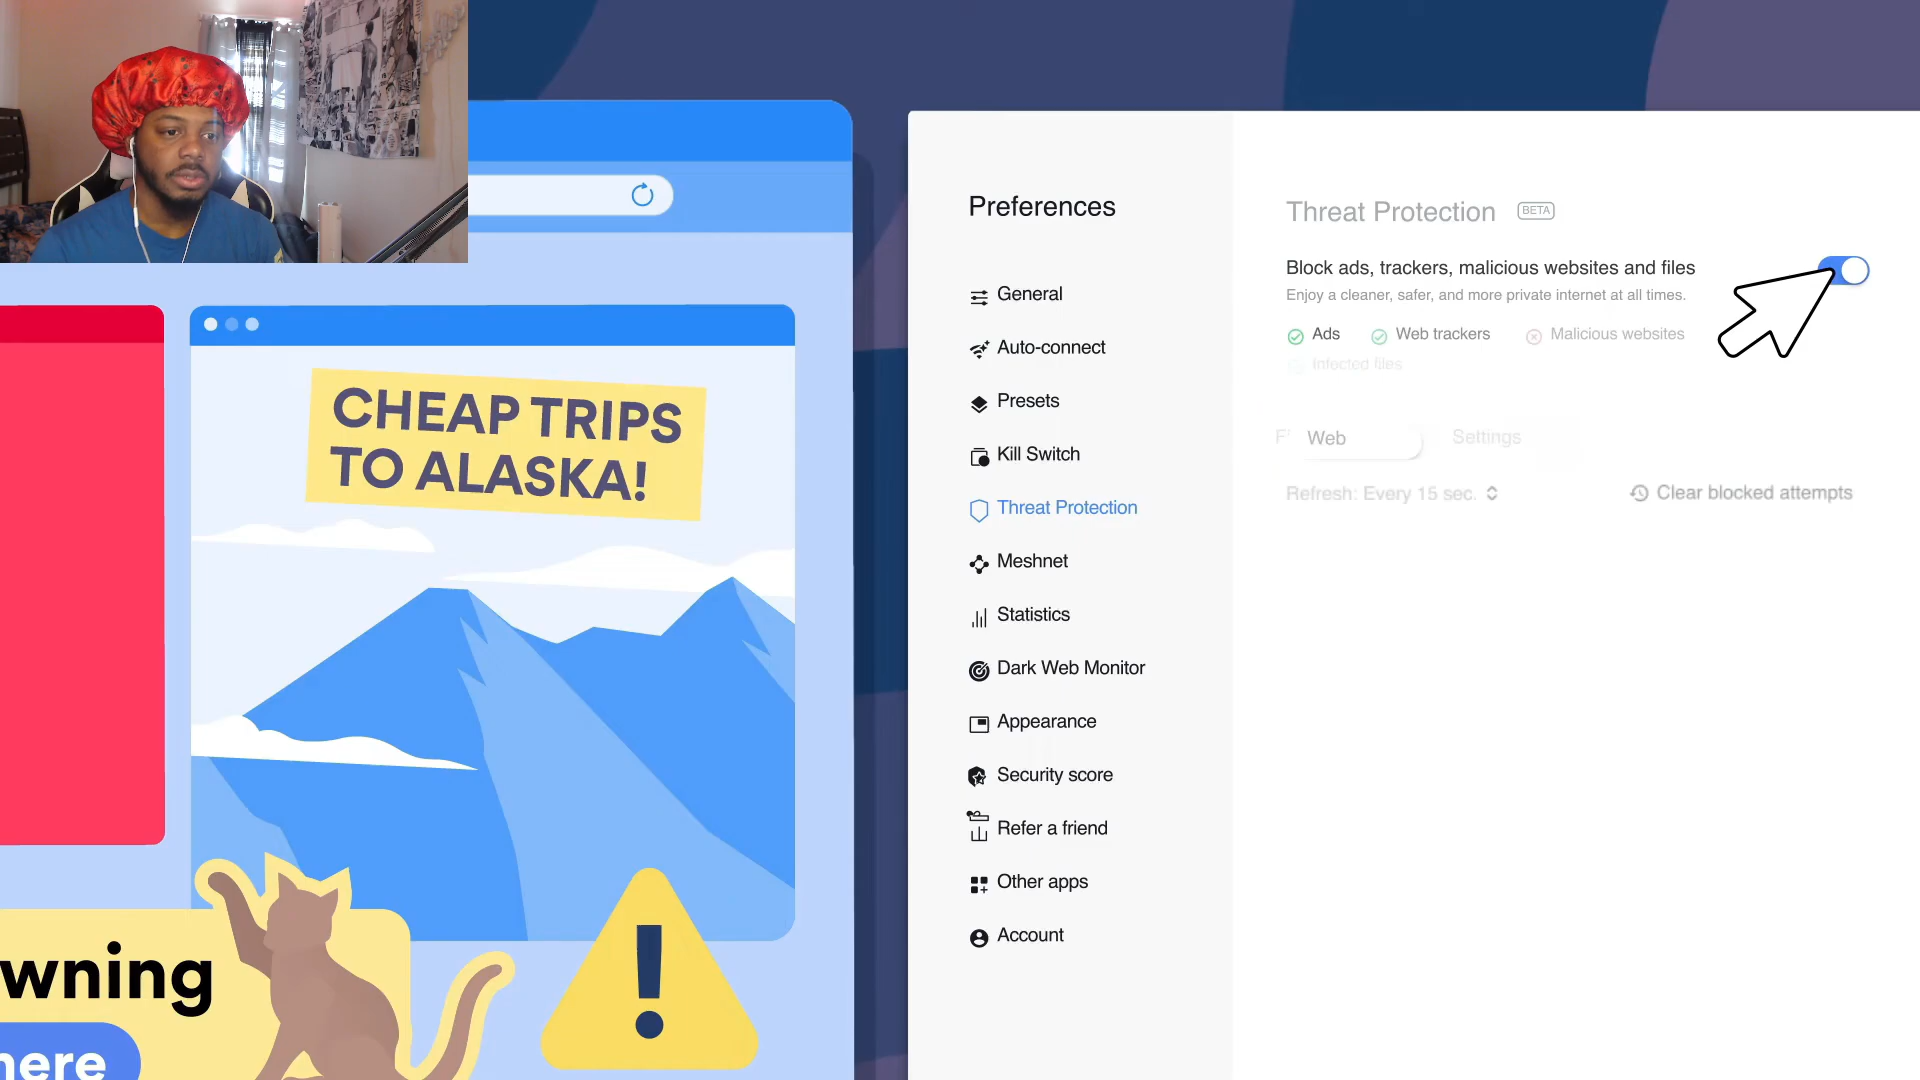 CHEAP TRIPS
TO ALASKA!
wning
here
Preferences
General
Auto-connect
Presets
Kill Switch
Threat Protection
Meshnet
Statistics
Dark Web Monitor
Appearance
Security score
Refer a friend
Other apps
Account
Threat Protection BETA
Block ads, trackers, malicious websites and files
Enjoy a cleaner, safer, and more private internet at all times.
Ads Web trackers Malicious websites
Infected files
Web Settings
Refresh: Every 15 sec. Clear blocked attempts